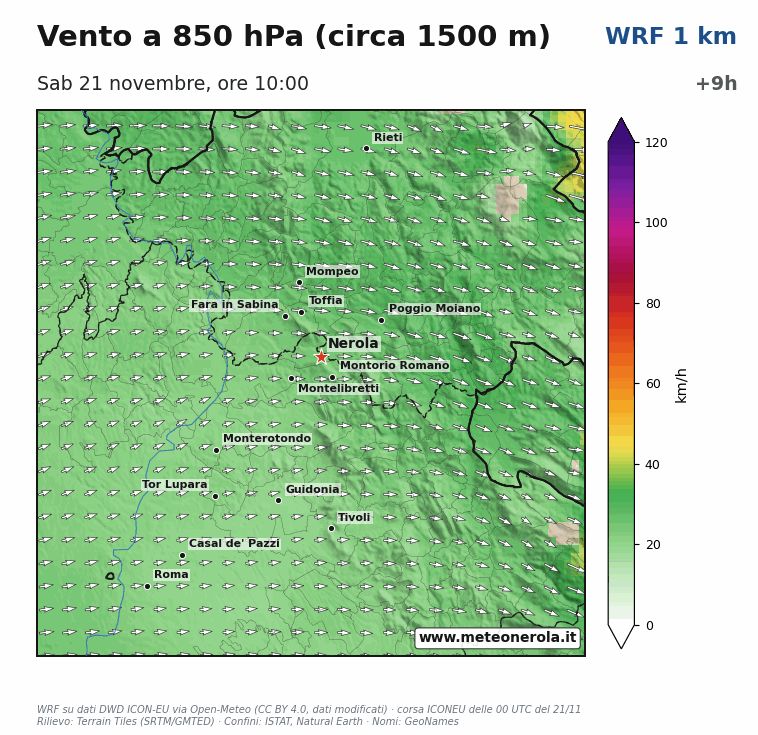 Vento a 850 hPa (circa 1500 m)
WRF 1 km
Sab 21 novembre, ore 10:00
+9h
Rieti
Mompeo
Toffia
Fara in Sabina
Poggio Moiano
Nerola
Montorio Romano
Montelibretti
Monterotondo
Tor Lupara
Guidonia
Tivoli
Casal de' Pazzi
Roma
www.meteonerola.it
120
100
80
60
40
20
0
km/h
WRF su dati DWD ICON-EU via Open-Meteo (CC BY 4.0, dati modificati) · corsa ICONEU delle 00 UTC del 21/11
Rilievo: Terrain Tiles (SRTM/GMTED) · Confini: ISTAT, Natural Earth · Nomi: GeoNames